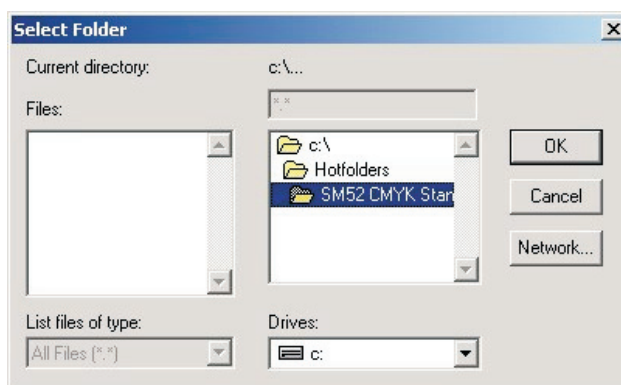 Select Folder
Current directory:
c:\...
Files:
*.*
c:\
Hotfolders
SM52 CMYK Stan
OK
Cancel
Network...
List files of type:
All Files (*.*)
Drives:
c: